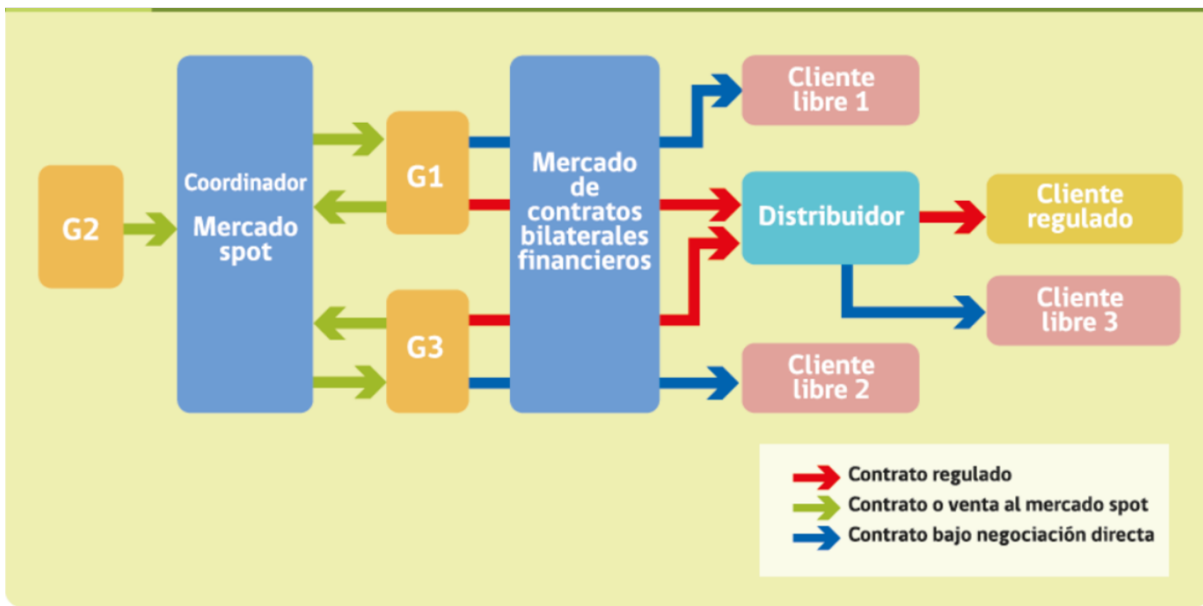 G2
Coordinador
Mercado
spot
G1
G3
Mercado
de
contratos
bilaterales
financieros
Cliente
libre 1
Distribuidor
Cliente
libre 2
Cliente
regulado
Cliente
libre 3
Contrato regulado
Contrato o venta al mercado spot
Contrato bajo negociación directa